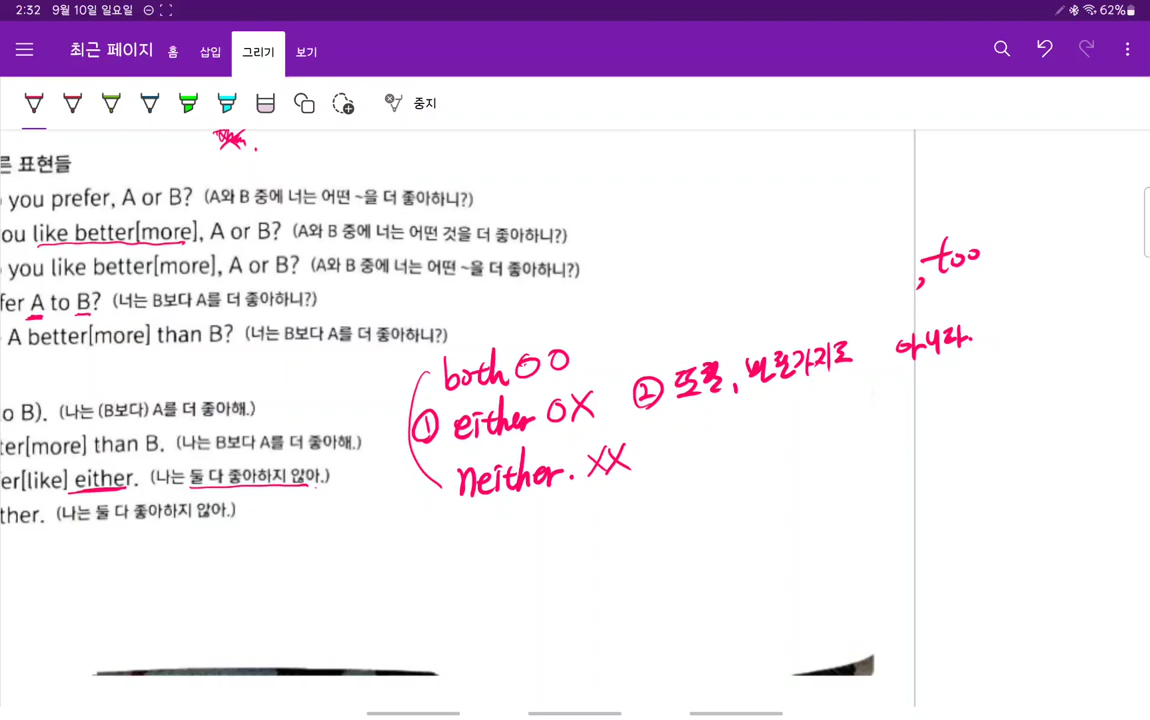 2:32 9월 10일 일요일 62%
최근 페이지 홈 삽입 그리기 보기
중지
른 표현들
you prefer, A or B? (A와 B 중에 너는 어떤 ~을 더 좋아하니?)
ou like better[more], A or B? (A와 B 중에 너는 어떤 것을 더 좋아하니?)
you like better[more], A or B? (A와 B 중에 너는 어떤 ~을 더 좋아하니?)
, too
fer A to B? (너는 B보다 A를 더 좋아하니?)
A better[more] than B? (너는 B보다 A를 더 좋아하니?)
both O O
② 또한, 마찬가지로 아니라.
to B). (나는 (B보다) A를 더 좋아해.)
① either O X
ter[more] than B. (나는 B보다 A를 더 좋아해.)
er[like] either. (나는 둘 다 좋아하지 않아.)
neither. X X
ther. (나는 둘 다 좋아하지 않아.)